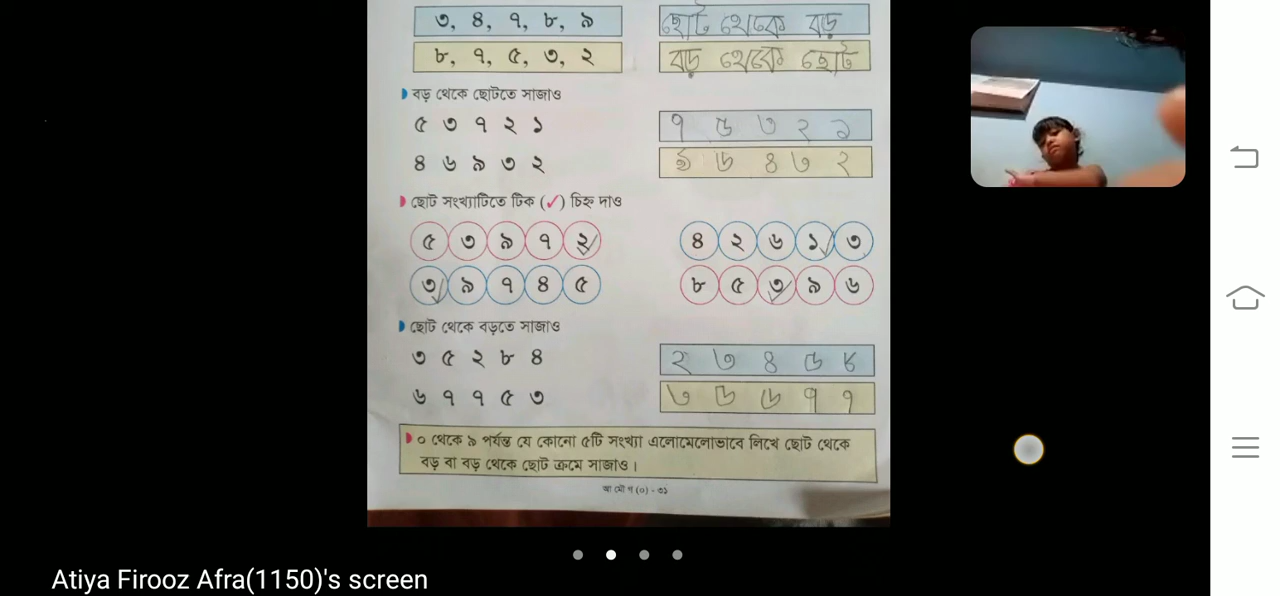 ৩, ৪, ৭, ৮, ৯ ছোট থেকে বড়
৮, ৭, ৫, ৩, ২ বড় থেকে ছোট
বড় থেকে ছোটতে সাজাও
৫ ৩ ৭ ২ ১ ৭ ৫ ৩ ২ ১
৪ ৬ ৯ ৩ ২ ৯ ৬ ৪ ৩ ২
ছোট সংখ্যাটিতে টিক (✓) চিহ্ন দাও
৫ ৩ ৯ ৭ ২ ৪ ২ ৬ ১ ৩
৩ ৯ ৭ ৪ ৫ ৮ ৫ ৩ ৯ ৬
ছোট থেকে বড়তে সাজাও
৩ ৫ ২ ৮ ৪ ২ ৩ ৪ ৫ ৮
৬ ৭ ৭ ৫ ৩ ৩ ৫ ৬ ৭ ৭
০ থেকে ৯ পর্যন্ত যে কোনো ৫টি সংখ্যা এলোমেলোভাবে লিখে ছোট থেকে
বড় বা বড় থেকে ছোট ক্রমে সাজাও।
আ মৌ গ (০) - ৩১
Atiya Firooz Afra(1150)'s screen